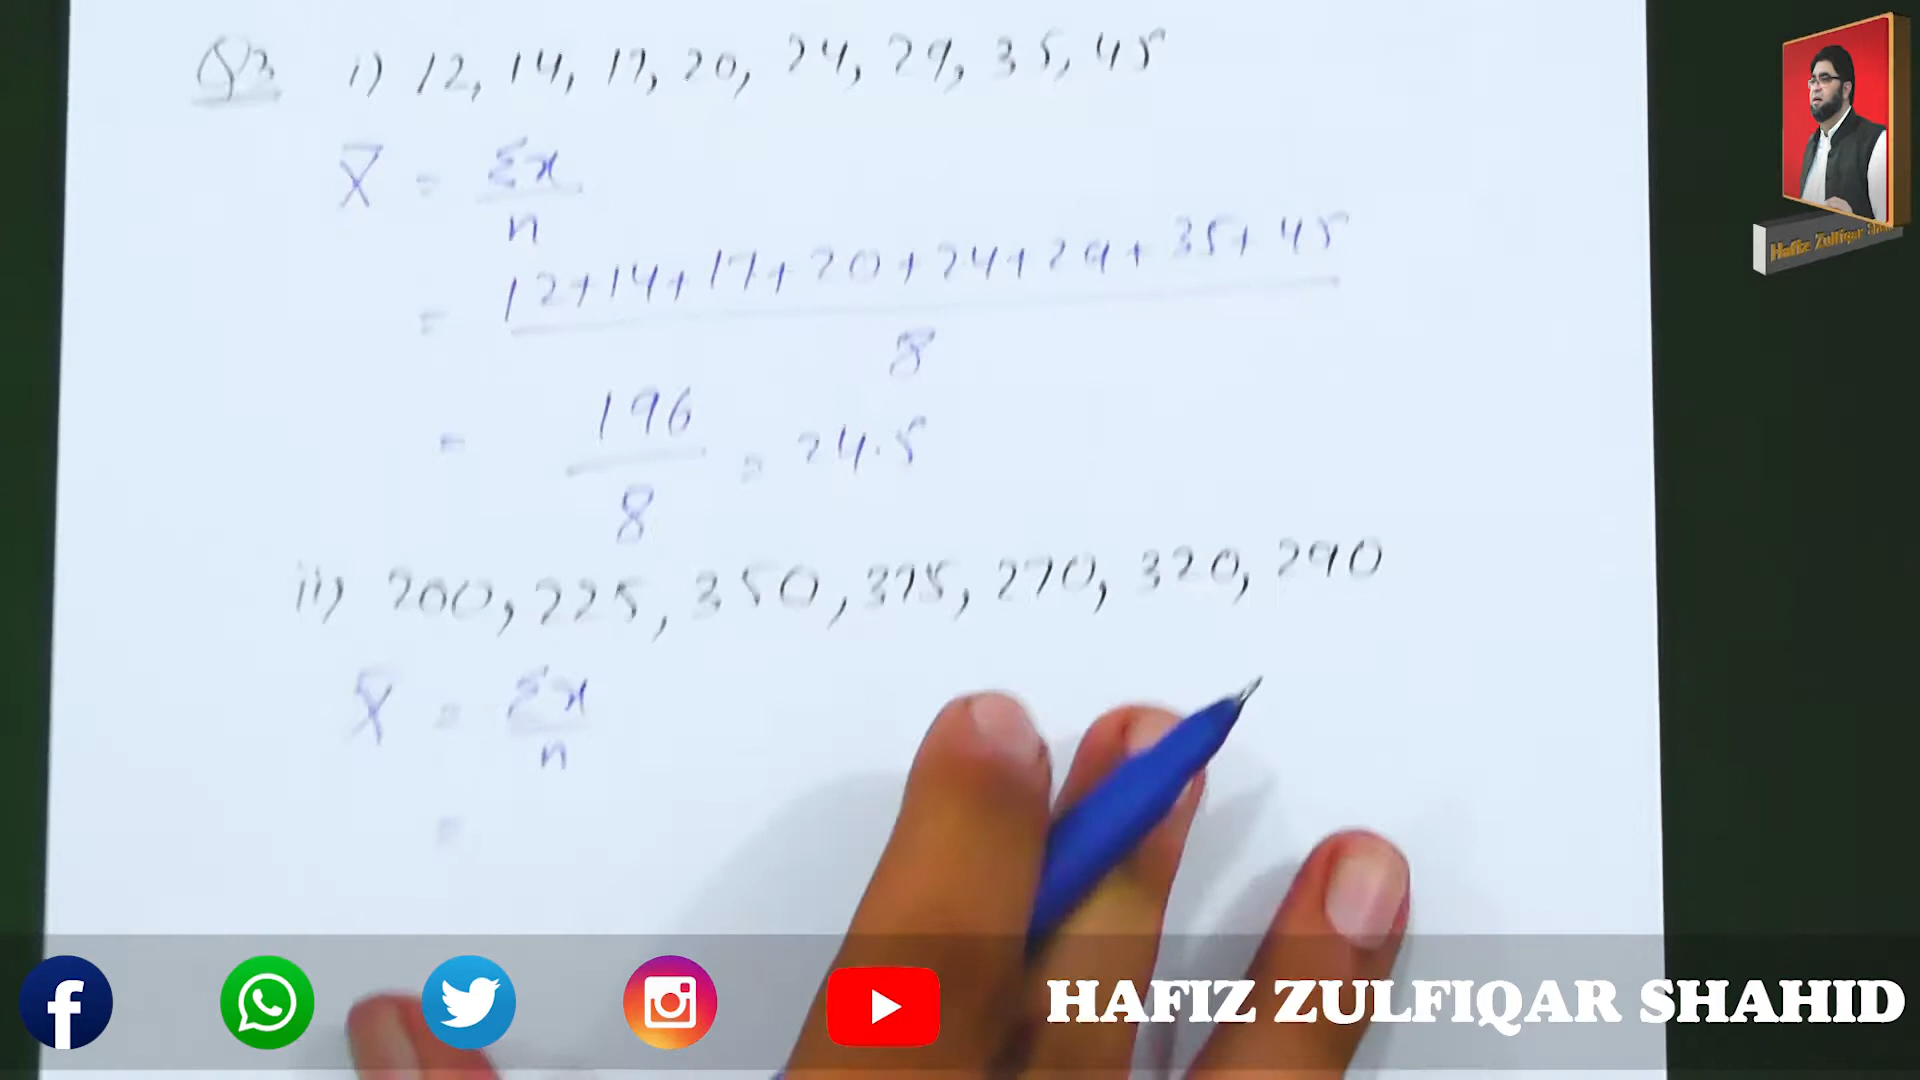 Q3 i) 12, 14, 17, 20, 24, 29, 35, 45
X̄ = Σx
n
= 12+14+17+20+24+29+35+45
8
= 196
8
= 24.5
ii) 200, 225, 350, 375, 270, 320, 290
X̄ = Σx
n
=
Hafiz Zulfiqar Shahid
HAFIZ ZULFIQAR SHAHID